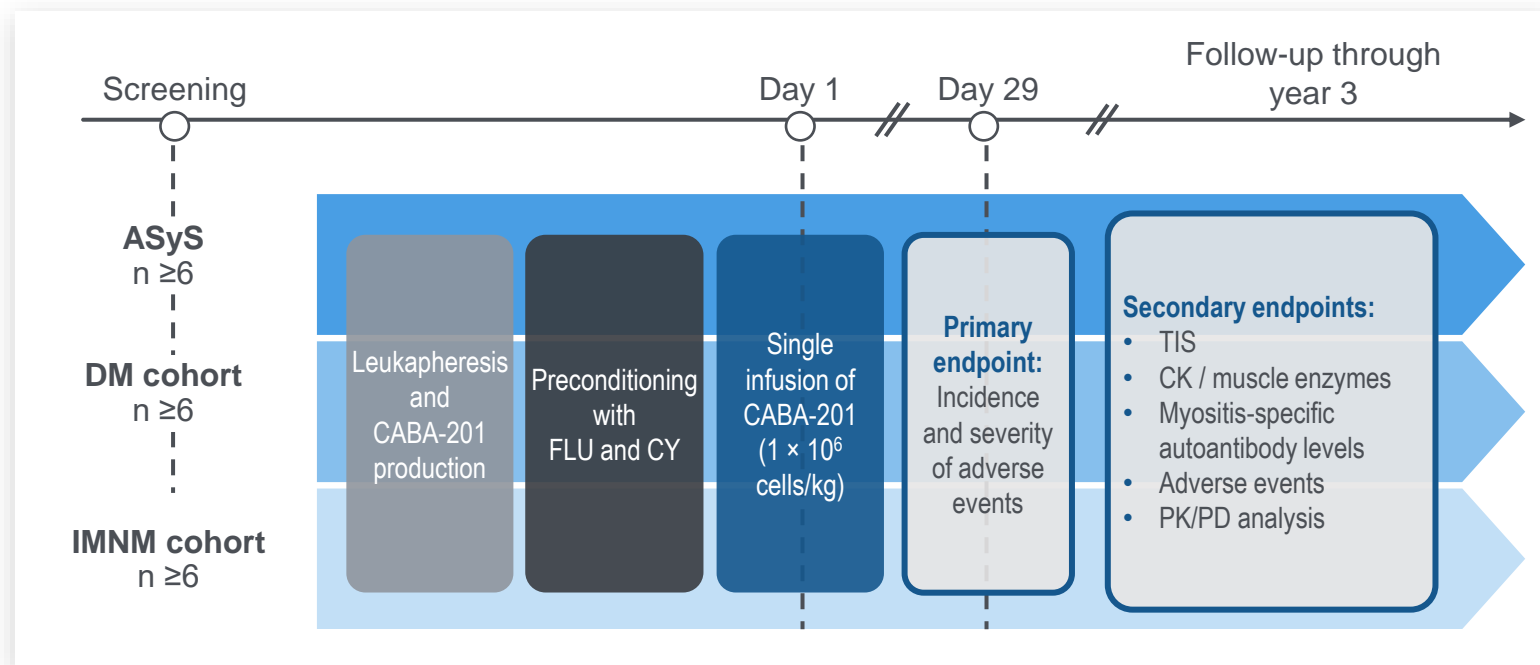 Screening
Day 1
Day 29
Follow-up through
year 3
ASyS
n ≥6
DM cohort
n ≥6
IMNM cohort
n ≥6
Leukapheresis
and
CABA-201
production
Preconditioning
with
FLU and CY
Single
infusion of
CABA-201
(1 × 10⁶
cells/kg)
Primary
endpoint:
Incidence
and severity
of adverse
events
Secondary endpoints:
• TIS
• CK / muscle enzymes
• Myositis-specific
autoantibody levels
• Adverse events
• PK/PD analysis